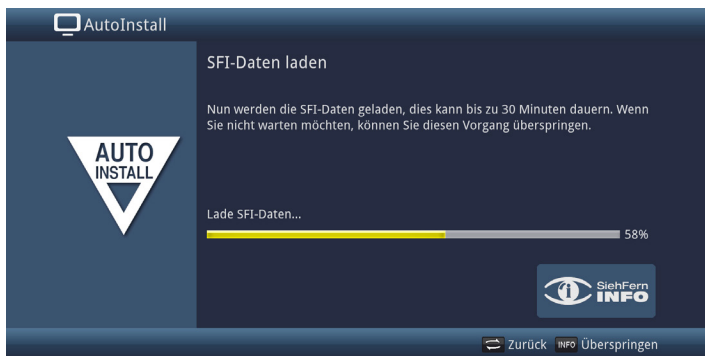 AutoInstall
SFI-Daten laden
Nun werden die SFI-Daten geladen, dies kann bis zu 30 Minuten dauern. Wenn
Sie nicht warten möchten, können Sie diesen Vorgang überspringen.
AUTO
INSTALL
Lade SFI-Daten...
58%
SiehFern
INFO
Zurück INFO Überspringen